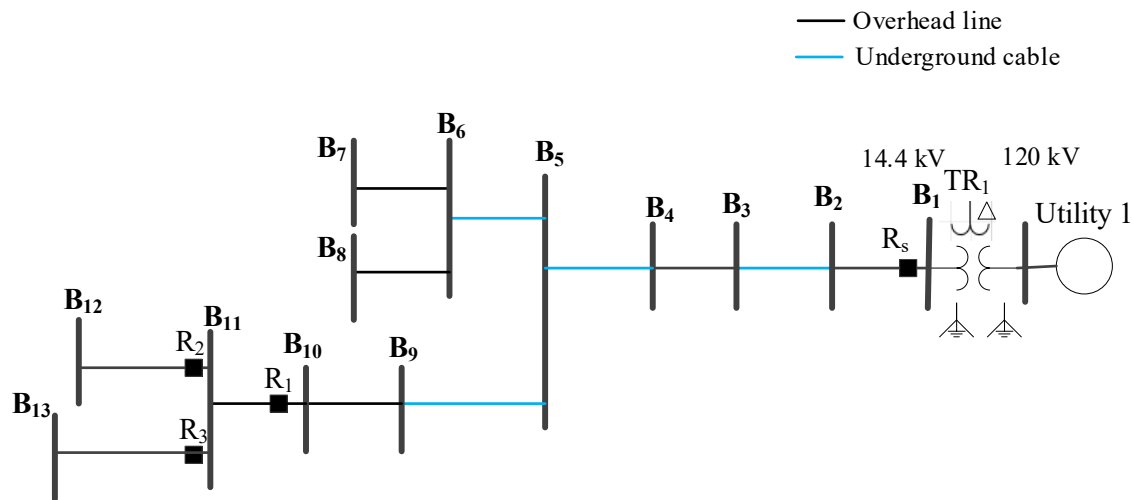 Overhead line
Underground cable
B₆
B₇
B₅
14.4 kV
120 kV
TR₁
B₁
B₂
B₄
B₃
Utility 1
B₈
Rₛ
B₁₂
B₁₁
R₂
B₁₀
B₉
R₁
B₁₃
R₃